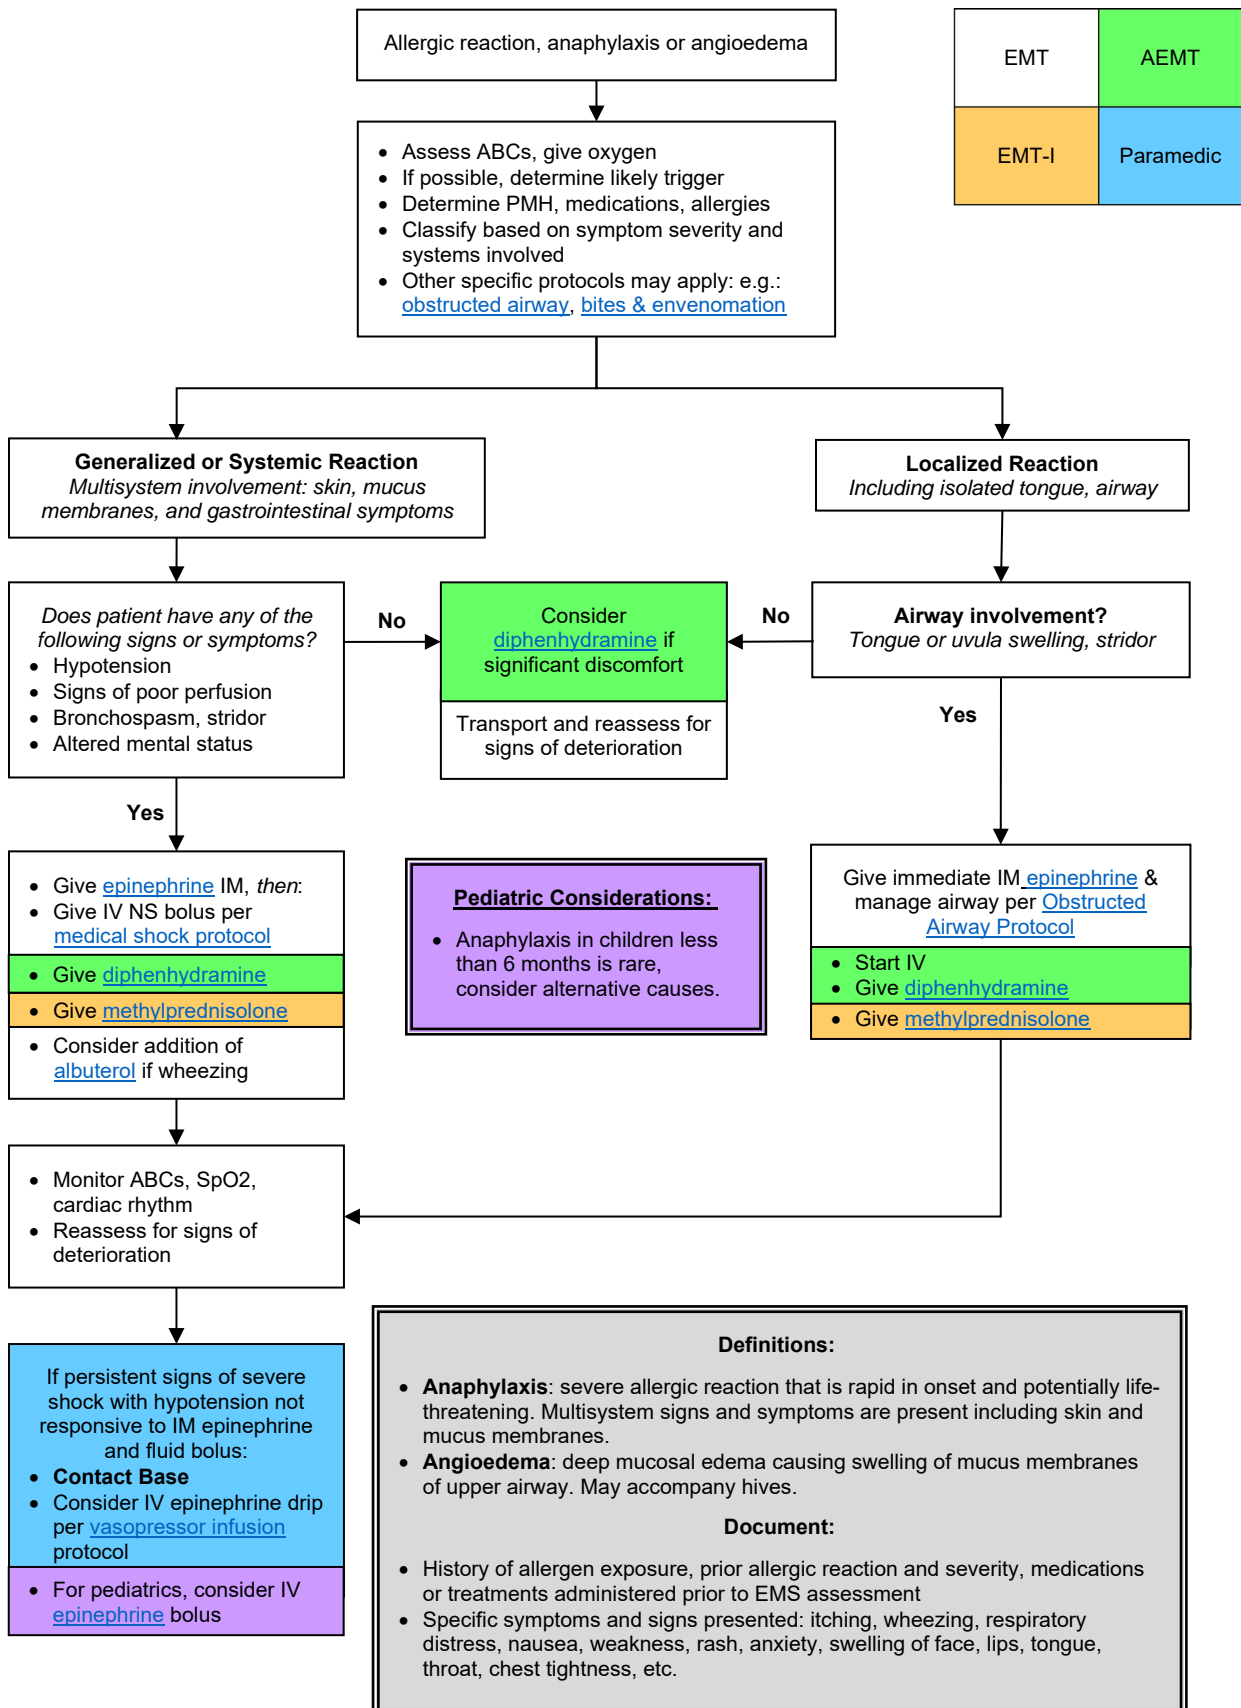 Allergic reaction, anaphylaxis or angioedema
EMT
AEMT
EMT-I
Paramedic
• Assess ABCs, give oxygen
• If possible, determine likely trigger
• Determine PMH, medications, allergies
• Classify based on symptom severity and
systems involved
• Other specific protocols may apply: e.g.:
obstructed airway, bites & envenomation
Generalized or Systemic Reaction
Multisystem involvement: skin, mucus
membranes, and gastrointestinal symptoms
Localized Reaction
Including isolated tongue, airway
Does patient have any of the
following signs or symptoms?
• Hypotension
• Signs of poor perfusion
• Bronchospasm, stridor
• Altered mental status
No
Consider
diphenhydramine if
significant discomfort
Transport and reassess for
signs of deterioration
No
Airway involvement?
Tongue or uvula swelling, stridor
Yes
Yes
• Give epinephrine IM, then:
• Give IV NS bolus per
medical shock protocol
• Give diphenhydramine
• Give methylprednisolone
• Consider addition of
albuterol if wheezing
Pediatric Considerations:
• Anaphylaxis in children less
than 6 months is rare,
consider alternative causes.
Give immediate IM epinephrine &
manage airway per Obstructed
Airway Protocol
• Start IV
• Give diphenhydramine
• Give methylprednisolone
• Monitor ABCs, SpO2,
cardiac rhythm
• Reassess for signs of
deterioration
If persistent signs of severe
shock with hypotension not
responsive to IM epinephrine
and fluid bolus:
• Contact Base
• Consider IV epinephrine drip
per vasopressor infusion
protocol
• For pediatrics, consider IV
epinephrine bolus
Definitions:
• Anaphylaxis: severe allergic reaction that is rapid in onset and potentially life-
threatening. Multisystem signs and symptoms are present including skin and
mucus membranes.
• Angioedema: deep mucosal edema causing swelling of mucus membranes
of upper airway. May accompany hives.
Document:
• History of allergen exposure, prior allergic reaction and severity, medications
or treatments administered prior to EMS assessment
• Specific symptoms and signs presented: itching, wheezing, respiratory
distress, nausea, weakness, rash, anxiety, swelling of face, lips, tongue,
throat, chest tightness, etc.